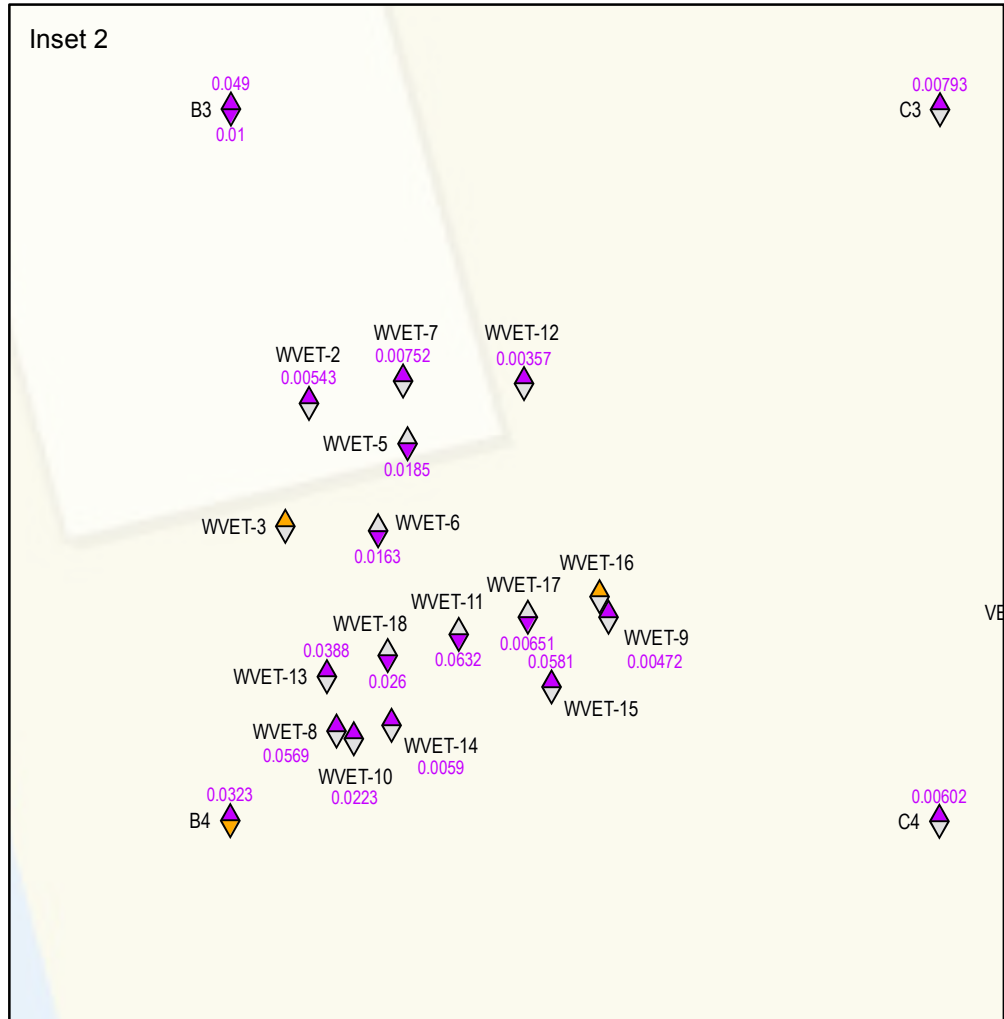 Inset 2
0.049
B3
0.01
0.00793
C3
WVET-7
0.00752
WVET-12
0.00357
WVET-2
0.00543
WVET-5
0.0185
WVET-3
WVET-6
0.0163
WVET-16
WVET-17
0.00651
WVET-11
0.0632
VE
WVET-9
0.00472
WVET-18
0.026
0.0388
WVET-13
0.0581
WVET-15
WVET-8
0.0569
WVET-14
0.0059
WVET-10
0.0223
0.0323
B4
0.00602
C4